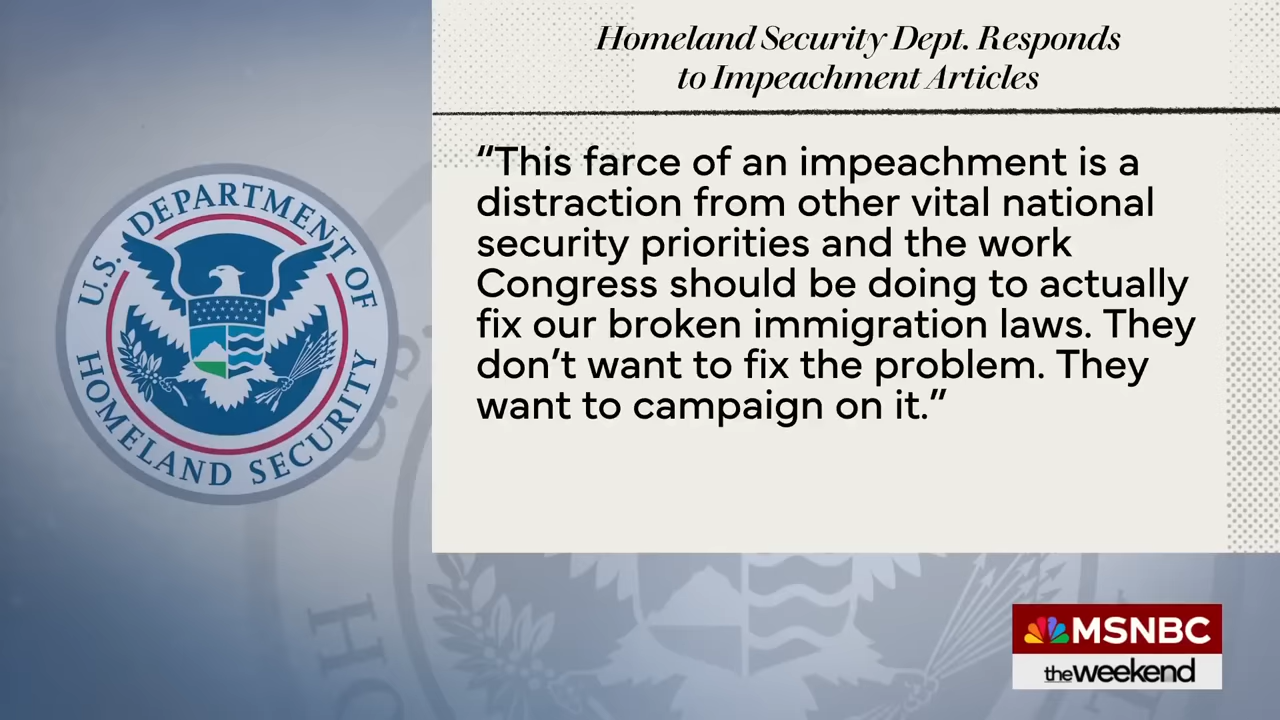 Homeland Security Dept. Responds
to Impeachment Articles
“This farce of an impeachment is a
distraction from other vital national
security priorities and the work
Congress should be doing to actually
fix our broken immigration laws. They
don’t want to fix the problem. They
want to campaign on it.”
U.S. DEPARTMENT OF
HOMELAND SECURITY
HO
MSNBC
theweekend